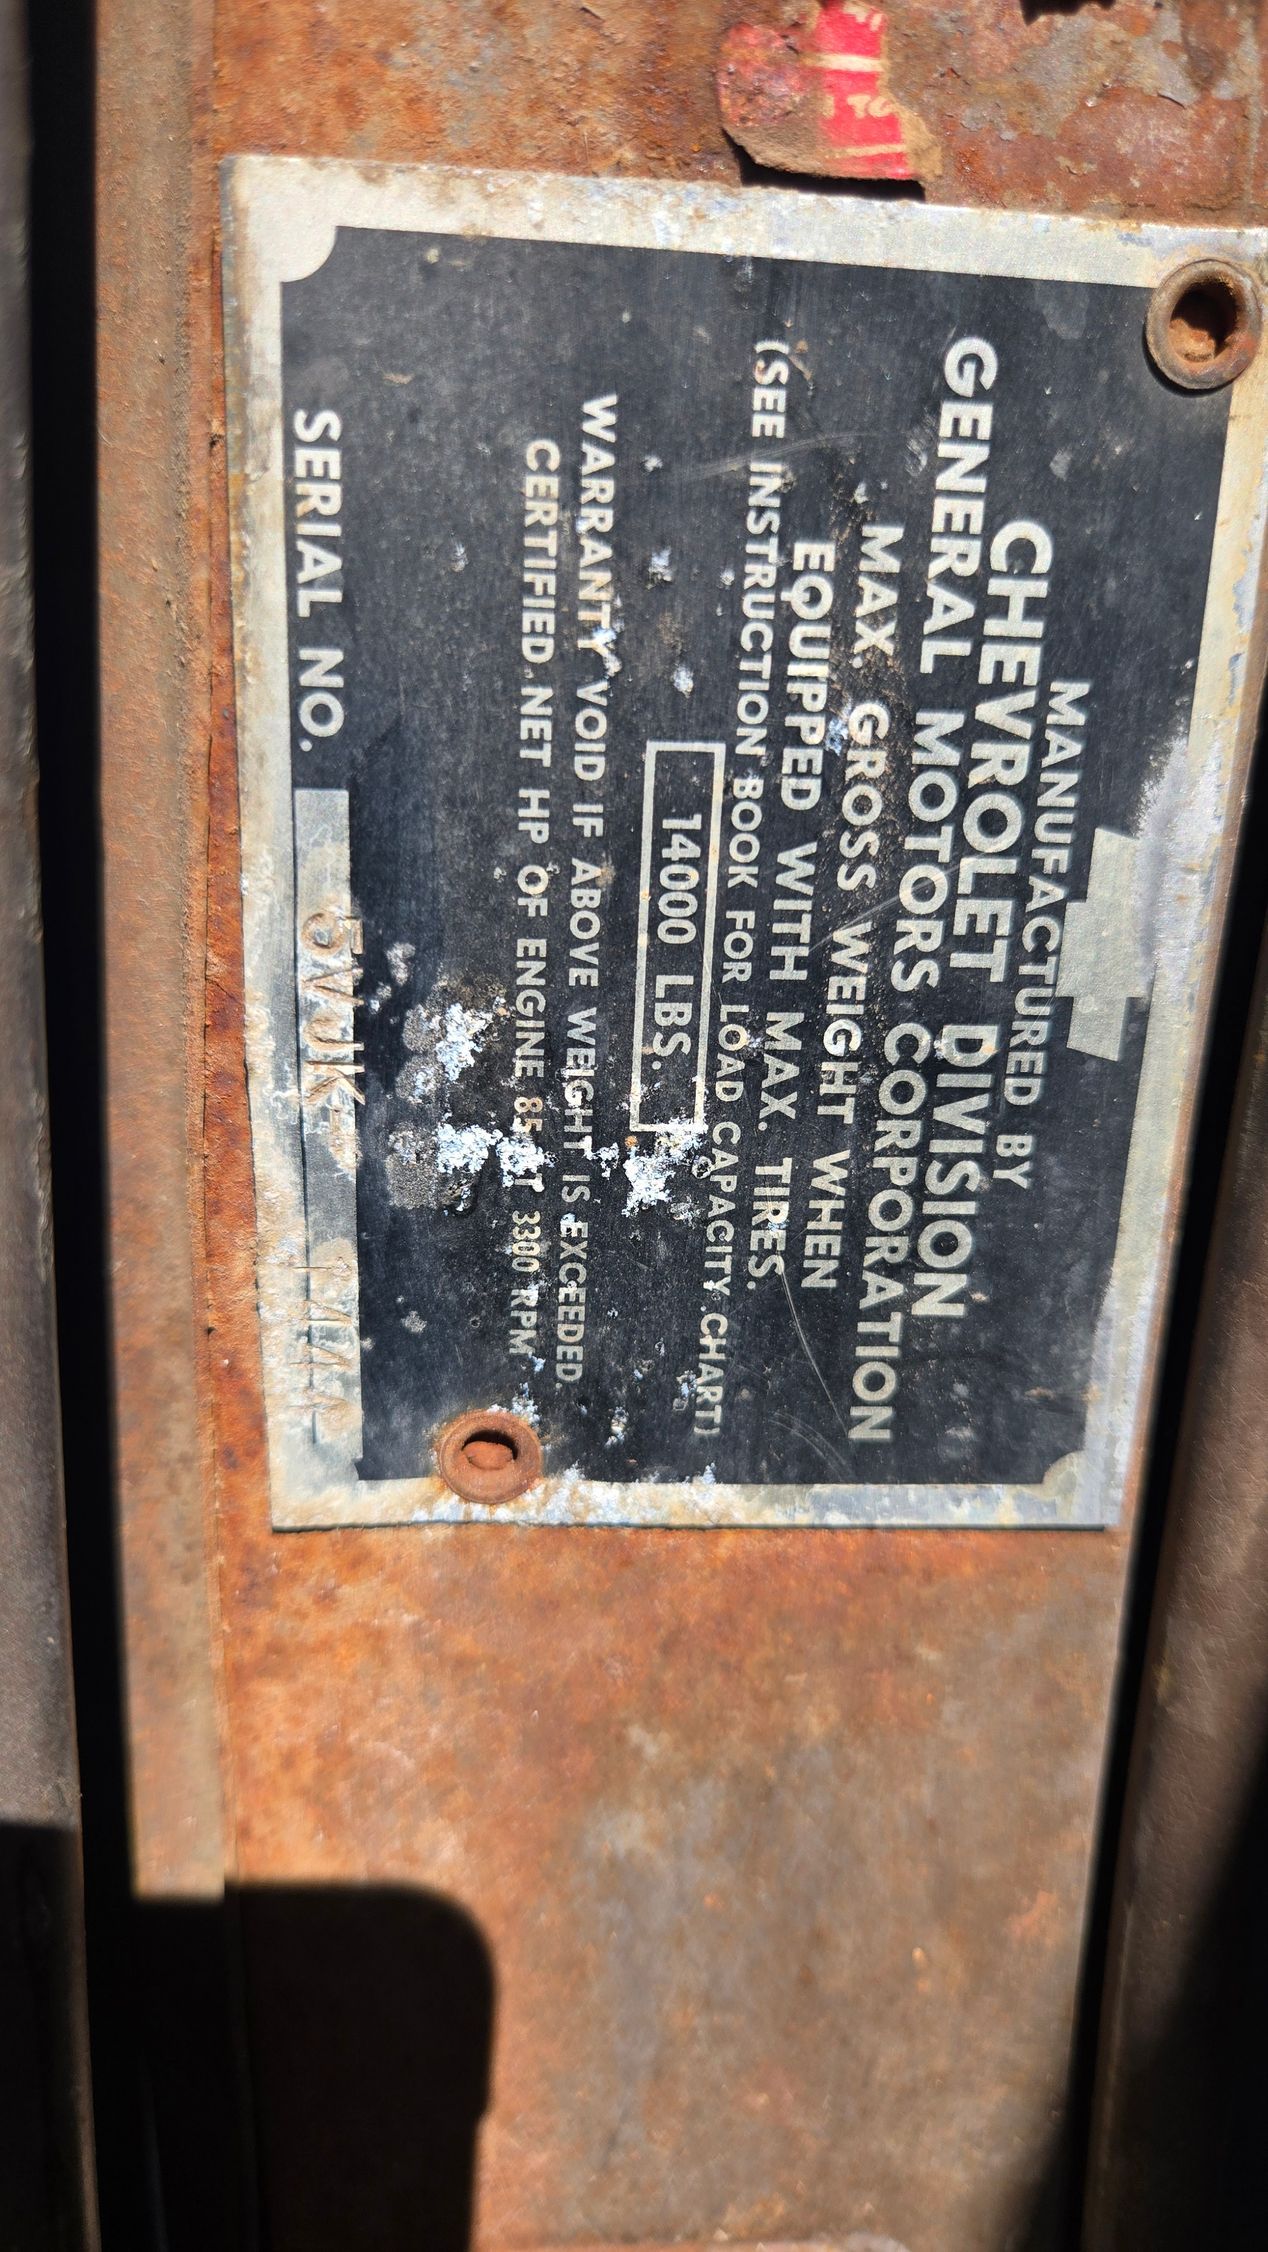 MANUFACTURED BY
CHEVROLET DIVISION
GENERAL MOTORS CORPORATION
MAX. GROSS WEIGHT WHEN
EQUIPPED WITH MAX. TIRES.
(SEE INSTRUCTION BOOK FOR LOAD CAPACITY CHART)
14000 LBS.
WARRANTY VOID IF ABOVE WEIGHT IS EXCEEDED.
CERTIFIED NET HP OF ENGINE 85 T 3300 RPM
SERIAL NO. 5VJK-